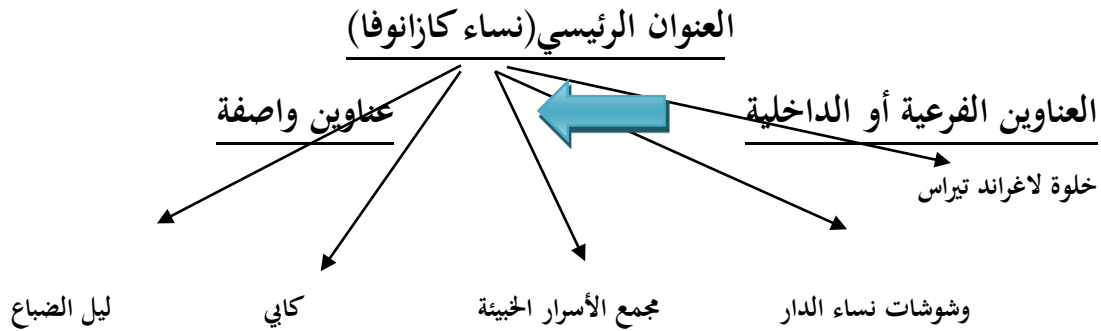 العنوان الرئيسي(نساء كازانوفا)
العناوين الفرعية أو الداخلية عناوين واصفة
خلوة لاغراند تيراس
وشوشات نساء الدار مجمع الأسرار الخبيئة كابي ليل الضباع